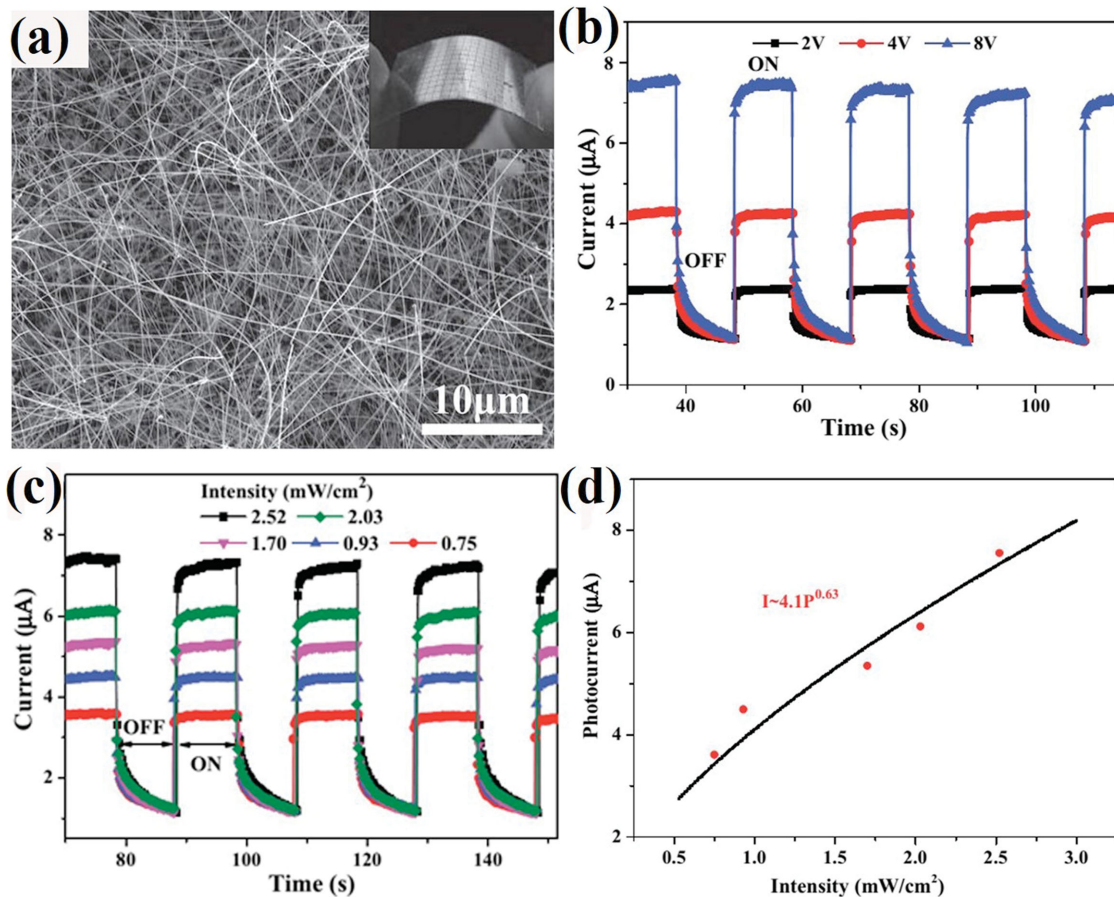 (a)
10μm
(b)
2V 4V 8V
ON
OFF
Current (μA)
8
6
4
2
0
40 60 80 100
Time (s)
(c)
Intensity (mW/cm²)
2.52 2.03
1.70 0.93 0.75
OFF
ON
Current (μA)
8
6
4
2
80 100 120 140
Time (s)
(d)
I~4.1P^0.63
Photocurrent (μA)
8
6
4
2
0.5 1.0 1.5 2.0 2.5 3.0
Intensity (mW/cm²)